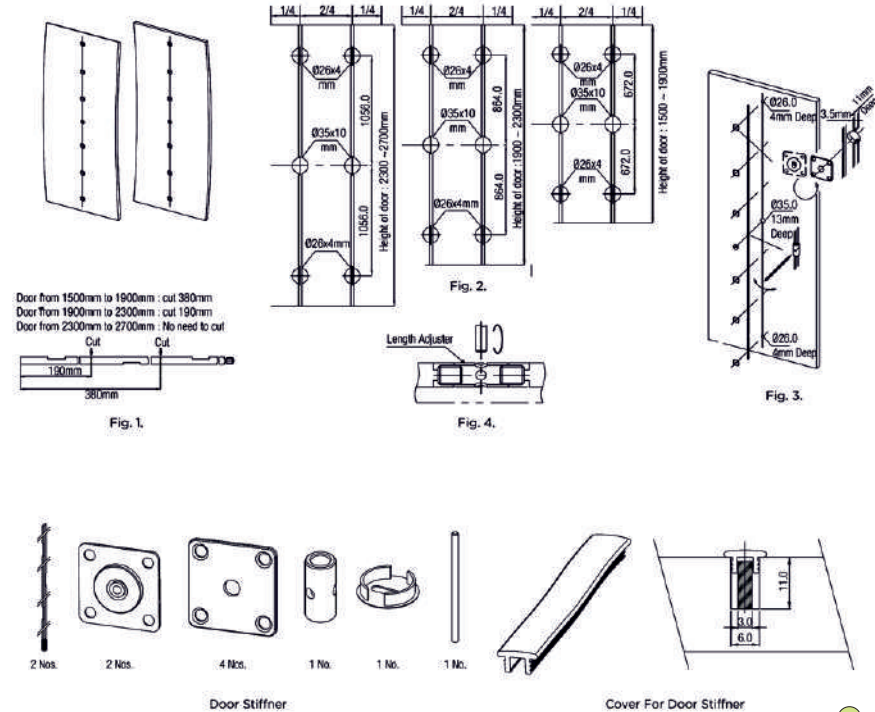 1/4 2/4 1/4
Ø26x4
mm
Ø35x10
mm
Ø26x4mm
1056.0
1056.0
Height of door : 2300 ~2700mm
1/4 2/4 1/4
Ø26x4
mm
Ø35x10
mm
Ø26x4mm
864.0
864.0
Height of door : 1900 ~ 2300mm
1/4 2/4 1/4
Ø26x4
mm
Ø35x10
mm
Ø26x4
mm
672.0
672.0
Height of door : 1500 ~ 1900mm
Fig. 2.
Ø26.0
4mm Deep
3.5mm
11mm
Deep
Ø35.0
13mm
Deep
Ø26.0
4mm Deep
Fig. 3.
Door from 1500mm to 1900mm : cut 380mm
Door from 1900mm to 2300mm : cut 190mm
Door from 2300mm to 2700mm : No need to cut
Cut Cut
190mm
380mm
Fig. 1.
Length Adjuster
Fig. 4.
2 Nos. 2 Nos. 4 Nos. 1 No. 1 No. 1 No.
Door Stiffner
11.0
3.0
6.0
Cover For Door Stiffner